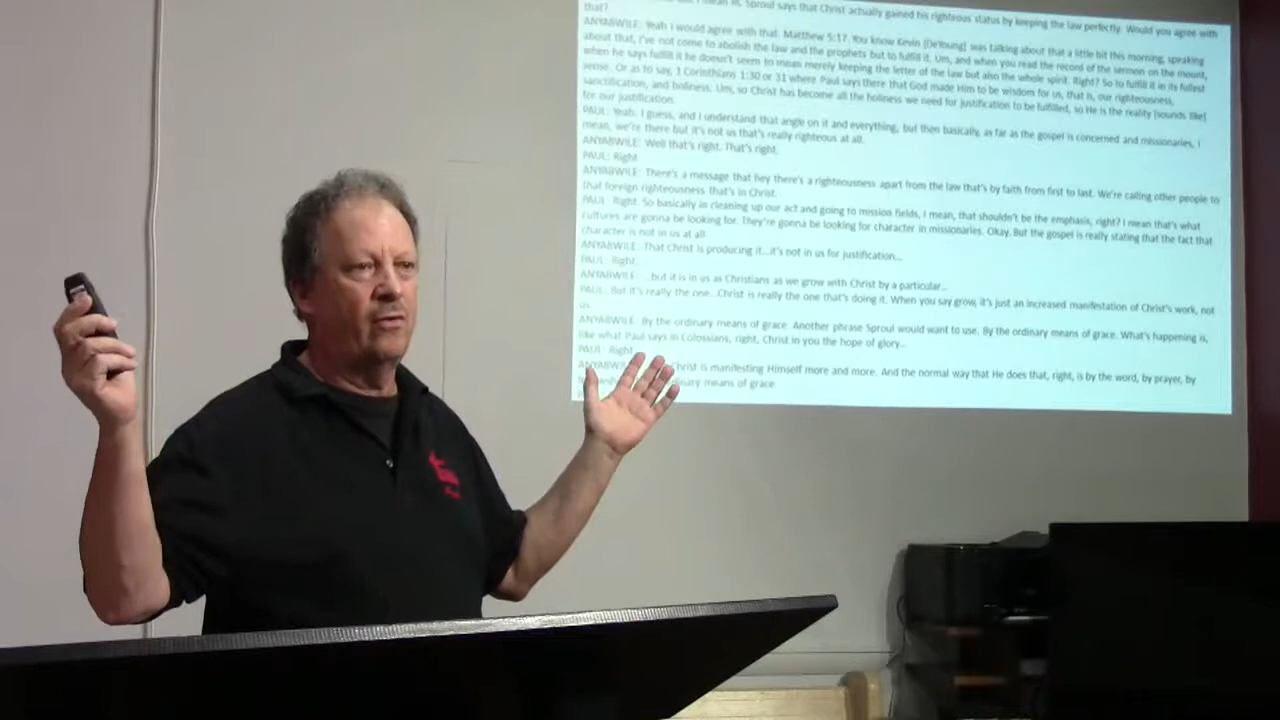 Sproul says that Christ actually gained his righteous status by keeping the law perfectly. Would you agree with
that?
ANYABWILE: Yeah I would agree with that. Matthew 5:17. You know Kevin [DeYoung] was talking about that a little bit this morning, speaking
about that, I've not come to abolish the law and the prophets but to fulfill it. Um, and when you read the record of the sermon on the mount,
when he says fulfill it he doesn't seem to mean merely keeping the letter of the law but also the whole spirit. Right? So to fulfill it in its fullest
sense. Or as to say, 1 Corinthians 1:30 or 31 where Paul says there that God made Him to be wisdom for us, that is, our righteousness,
sanctification, and holiness. Um, so Christ has become all the holiness we need for justification to be fulfilled, so He is the reality [sounds like]
for our justification.
PAUL: Yeah. I guess, and I understand that angle on it and everything, but then basically, as far as the gospel is concerned and missionaries, I
mean, we're there but it's not us that's really righteous at all.
ANYABWILE: Well that's right. That's right.
PAUL: Right.
ANYABWILE: There's a message that hey there's a righteousness apart from the law that's by faith from first to last. We're calling other people to
that foreign righteousness that's in Christ.
PAUL: Right. So basically in cleaning up our act and going to mission fields, I mean, that shouldn't be the emphasis, right? I mean that's what
cultures are gonna be looking for. They're gonna be looking for character in missionaries. Okay. But the gospel is really stating that the fact that
character is not in us at all.
ANYABWILE: That Christ is producing it...it's not in us for justification...
PAUL: Right.
ANYABWILE: ...but it is in us as Christians as we grow with Christ by a particular...
PAUL: But it's really the one...Christ is really the one that's doing it. When you say grow, it's just an increased manifestation of Christ's work, not
us.
ANYABWILE: By the ordinary means of grace. Another phrase Sproul would want to use. By the ordinary means of grace. What's happening is,
like what Paul says in Colossians, right, Christ in you the hope of glory...
PAUL: Right.
Christ is manifesting Himself more and more. And the normal way that He does that, right, is by the word, by prayer, by
means of grace.